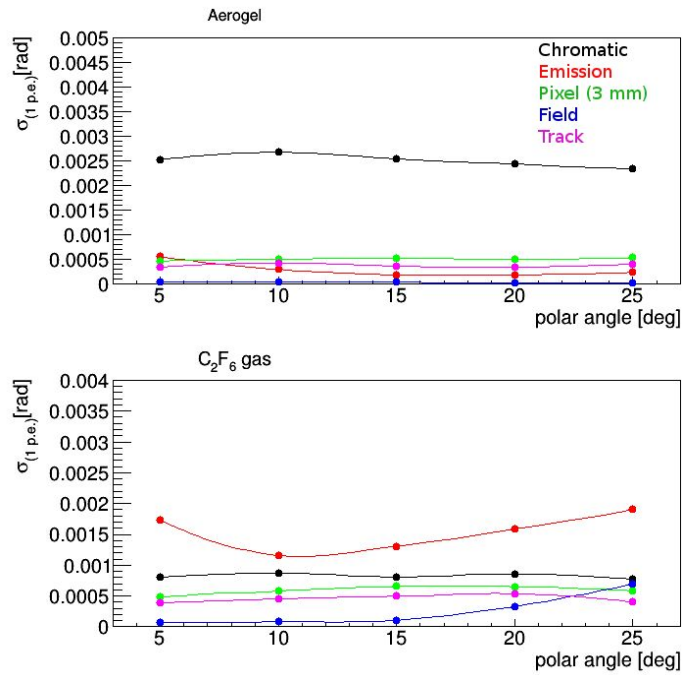 Aerogel
σ(1 p.e.)[rad]
0.005
0.0045
0.004
0.0035
0.003
0.0025
0.002
0.0015
0.001
0.0005
0
Chromatic
Emission
Pixel (3 mm)
Field
Track
5 10 15 20 25
polar angle [deg]
C₂F₆ gas
σ(1 p.e.)[rad]
0.004
0.0035
0.003
0.0025
0.002
0.0015
0.001
0.0005
0
5 10 15 20 25
polar angle [deg]